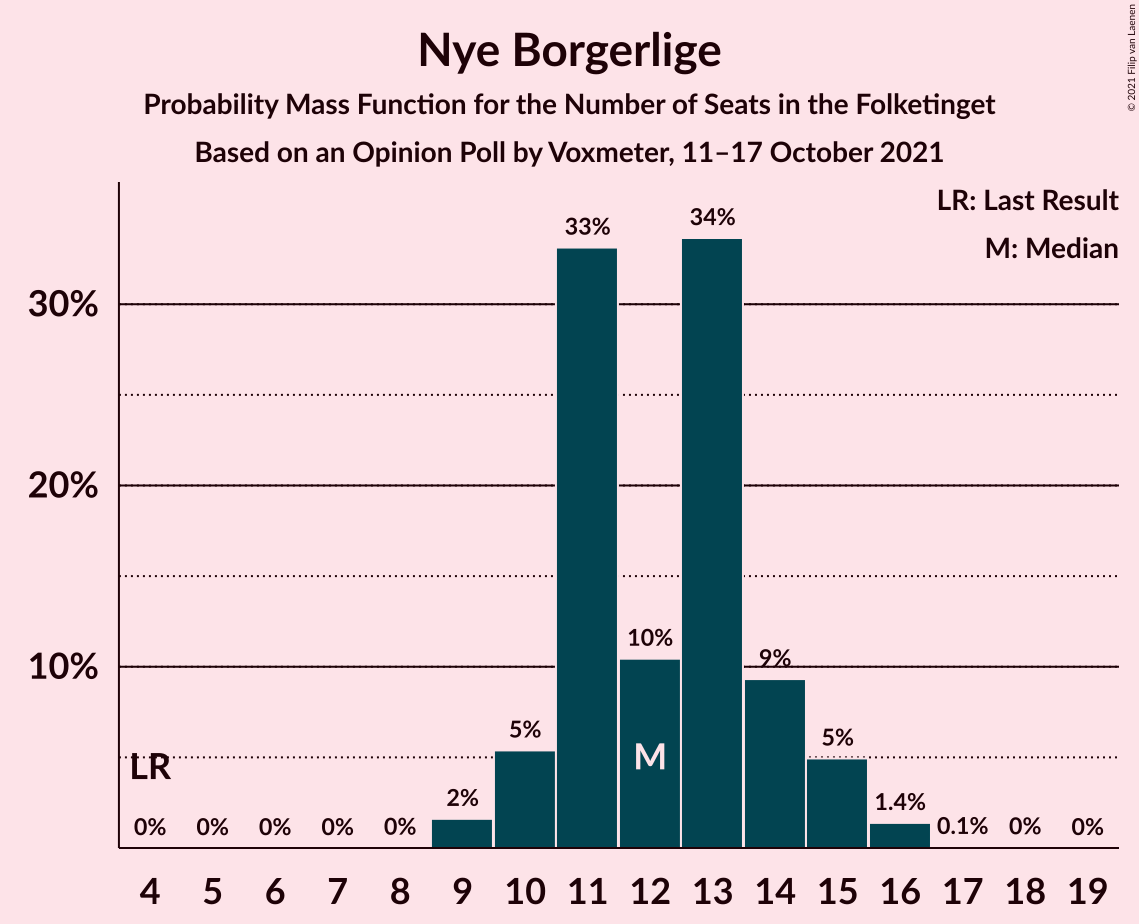 Nye Borgerlige
Probability Mass Function for the Number of Seats in the Folketinget
Based on an Opinion Poll by Voxmeter, 11–17 October 2021
© 2021 Filip van Laenen
LR: Last Result
M: Median
33%
34%
30%
20%
10%
10%
9%
5%
5%
M
LR
2%
1.4%
0%
0%
0%
0%
0%
0.1%
0%
0%
4 5 6 7 8 9 10 11 12 13 14 15 16 17 18 19